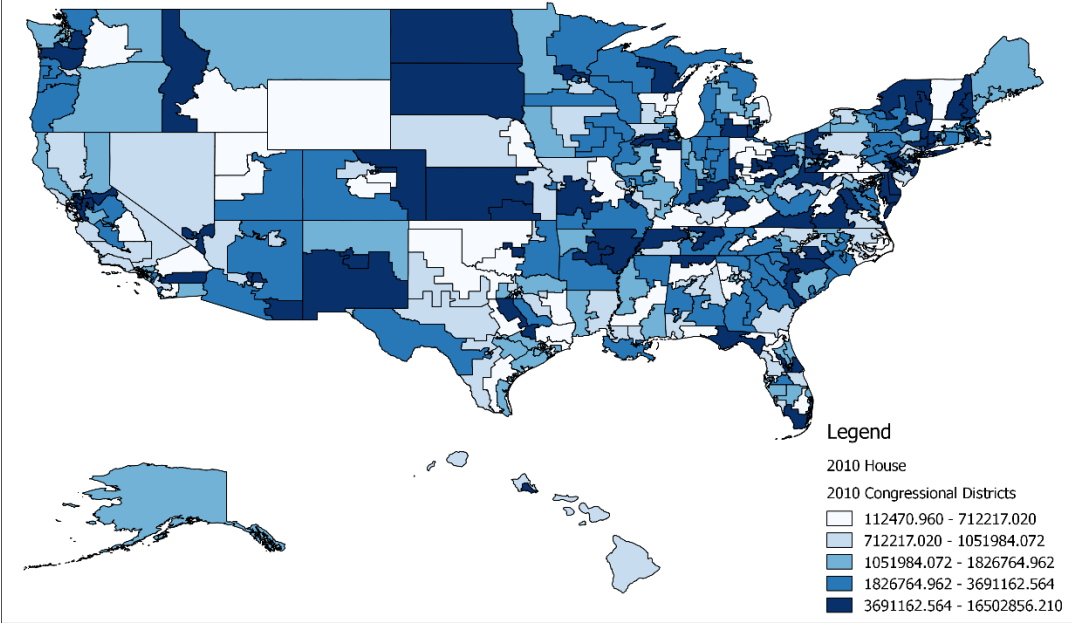 Legend
2010 House
2010 Congressional Districts
112470.960 - 712217.020
712217.020 - 1051984.072
1051984.072 - 1826764.962
1826764.962 - 3691162.564
3691162.564 - 16502856.210